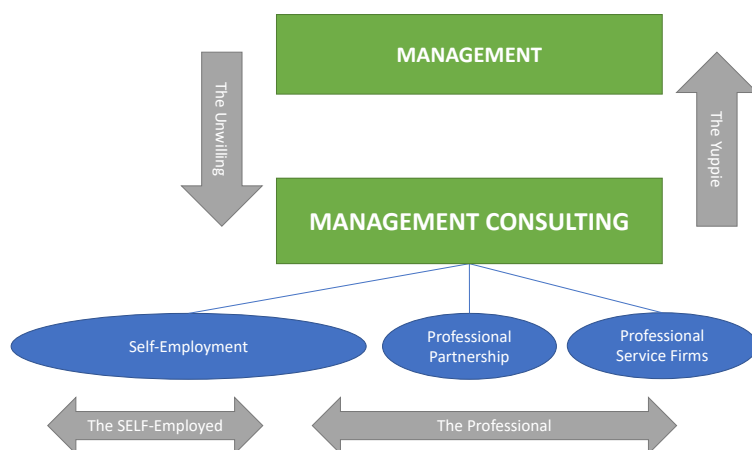 MANAGEMENT
The Unwilling
The Yuppie
MANAGEMENT CONSULTING
Self-Employment
Professional
Partnership
Professional
Service Firms
The SELF-Employed
The Professional